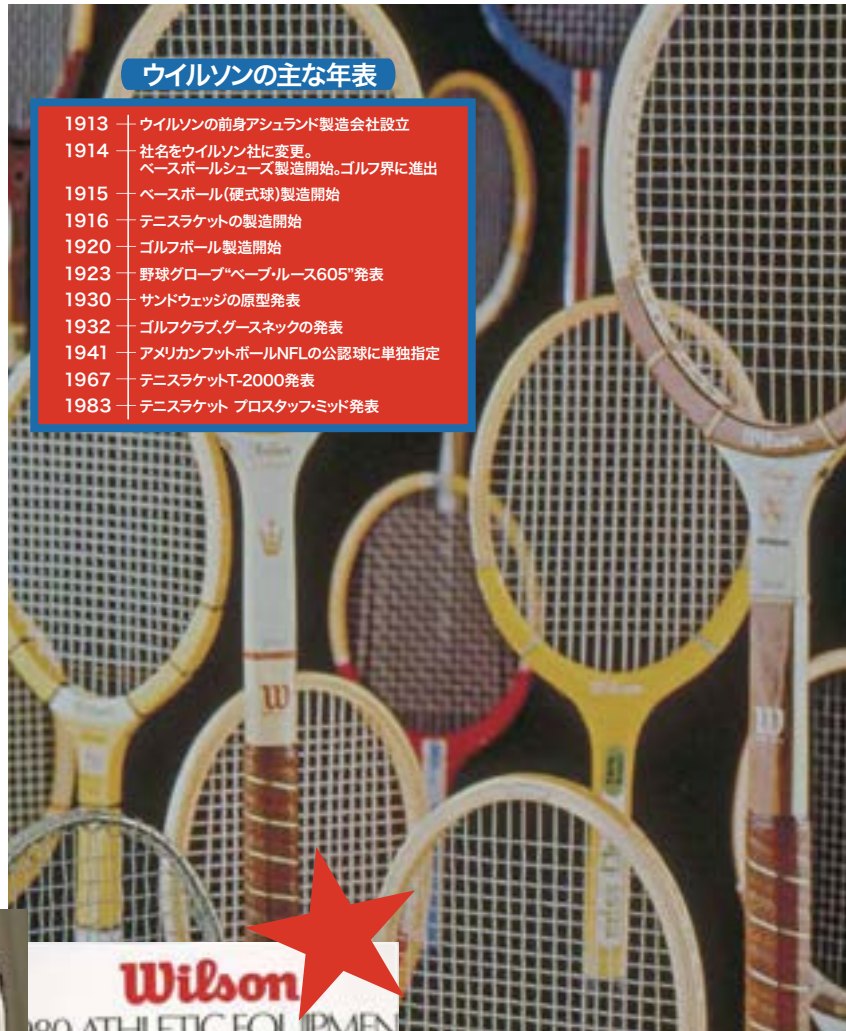 ウイルソンの主な年表
1913 ウイルソンの前身アシュランド製造会社設立
1914 社名をウイルソン社に変更。
ベースボールシューズ製造開始。ゴルフ界に進出
1915 ベースボール(硬式球)製造開始
1916 テニスラケットの製造開始
1920 ゴルフボール製造開始
1923 野球グローブ“ベーブ・ルース605”発表
1930 サンドウェッジの原型発表
1932 ゴルフクラブ、グースネックの発表
1941 アメリカンフットボールNFLの公認球に単独指定
1967 テニスラケットT-2000発表
1983 テニスラケット プロスタッフ・ミッド発表
Wilson
W
Wilson
W
Wilson
ATHLETIC